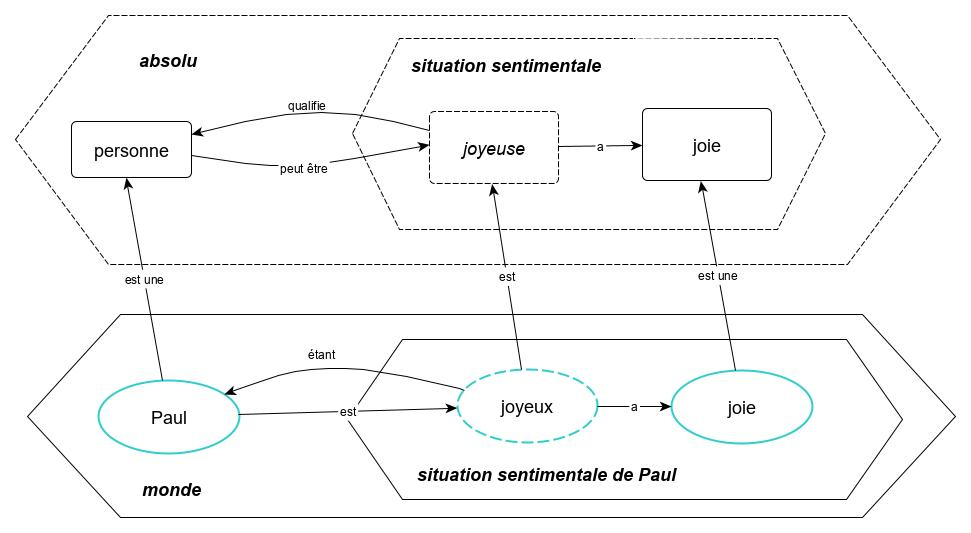 absolu
situation sentimentale
qualifie
personne
joyeuse
a
joie
peut être
est une
est
est une
étant
Paul
est
joyeux
a
joie
situation sentimentale de Paul
monde